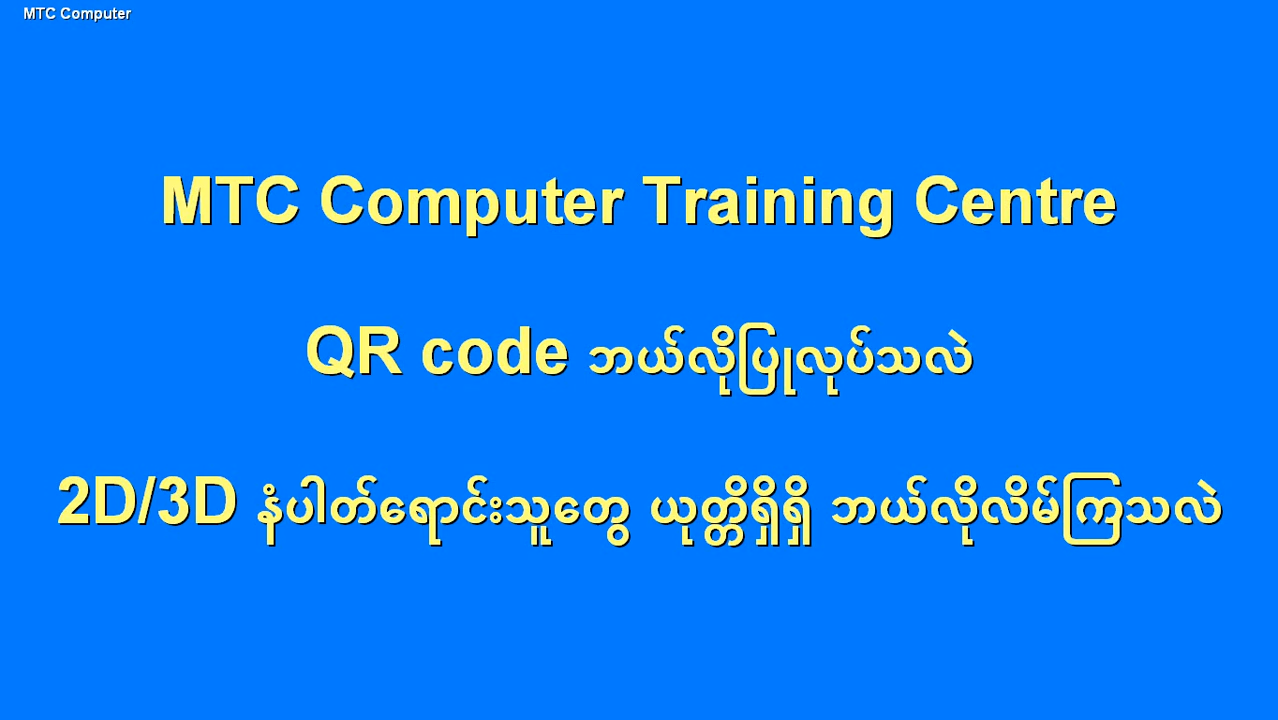 MTC Computer
MTC Computer Training Centre
QR code ဘယ်လိုပြုလုပ်သလဲ
2D/3D နံပါတ်ရောင်းသူတွေ ယုတ္တိရှိရှိ ဘယ်လိုလိမ်ကြသလဲ